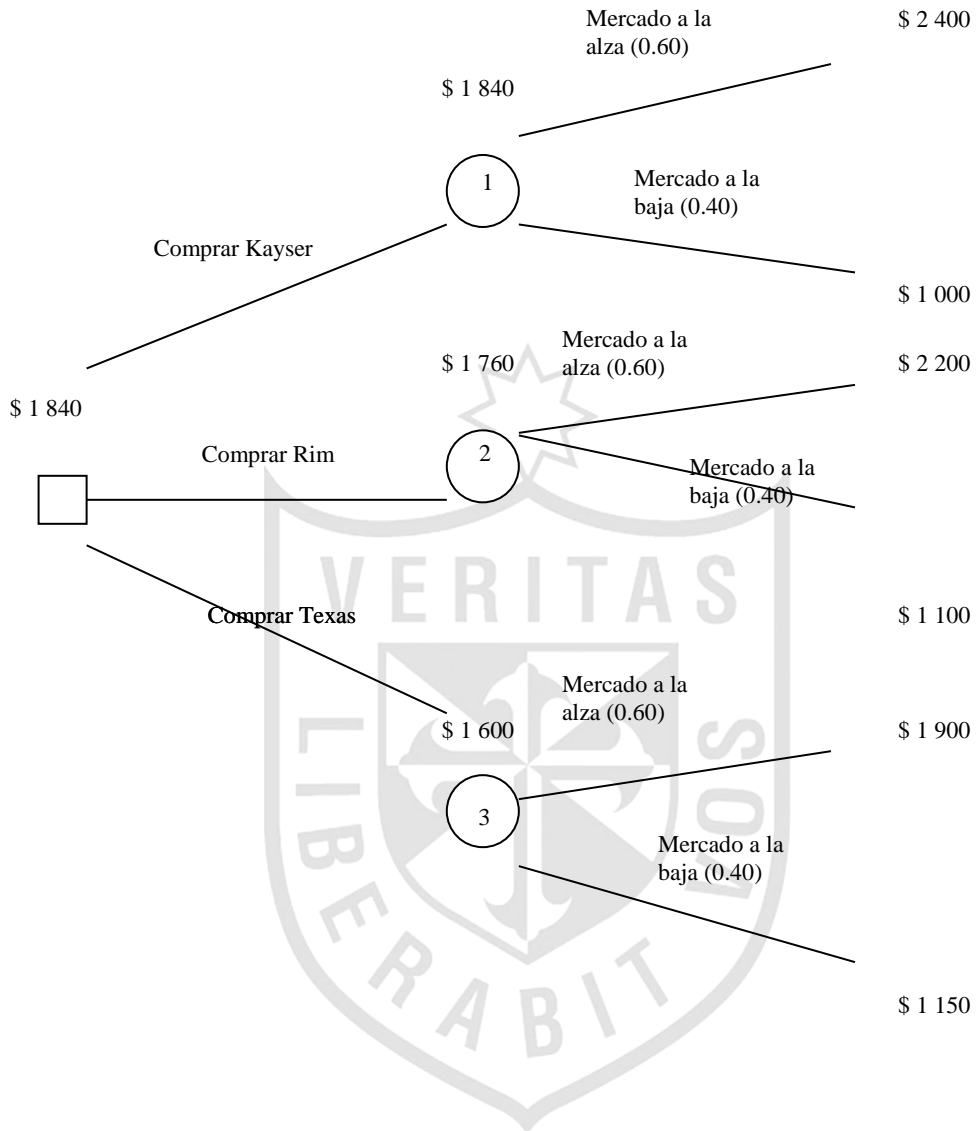 Mercado a la
alza (0.60)
$ 2 400
$ 1 840
1
Mercado a la
baja (0.40)
Comprar Kayser
$ 1 000
Mercado a la
alza (0.60)
$ 1 760
$ 2 200
$ 1 840
Comprar Rim
2
Mercado a la
baja (0.40)
Comprar Texas
$ 1 100
Mercado a la
alza (0.60)
$ 1 600
$ 1 900
3
Mercado a la
baja (0.40)
$ 1 150
VERITAS
LIBERABIT
VOS